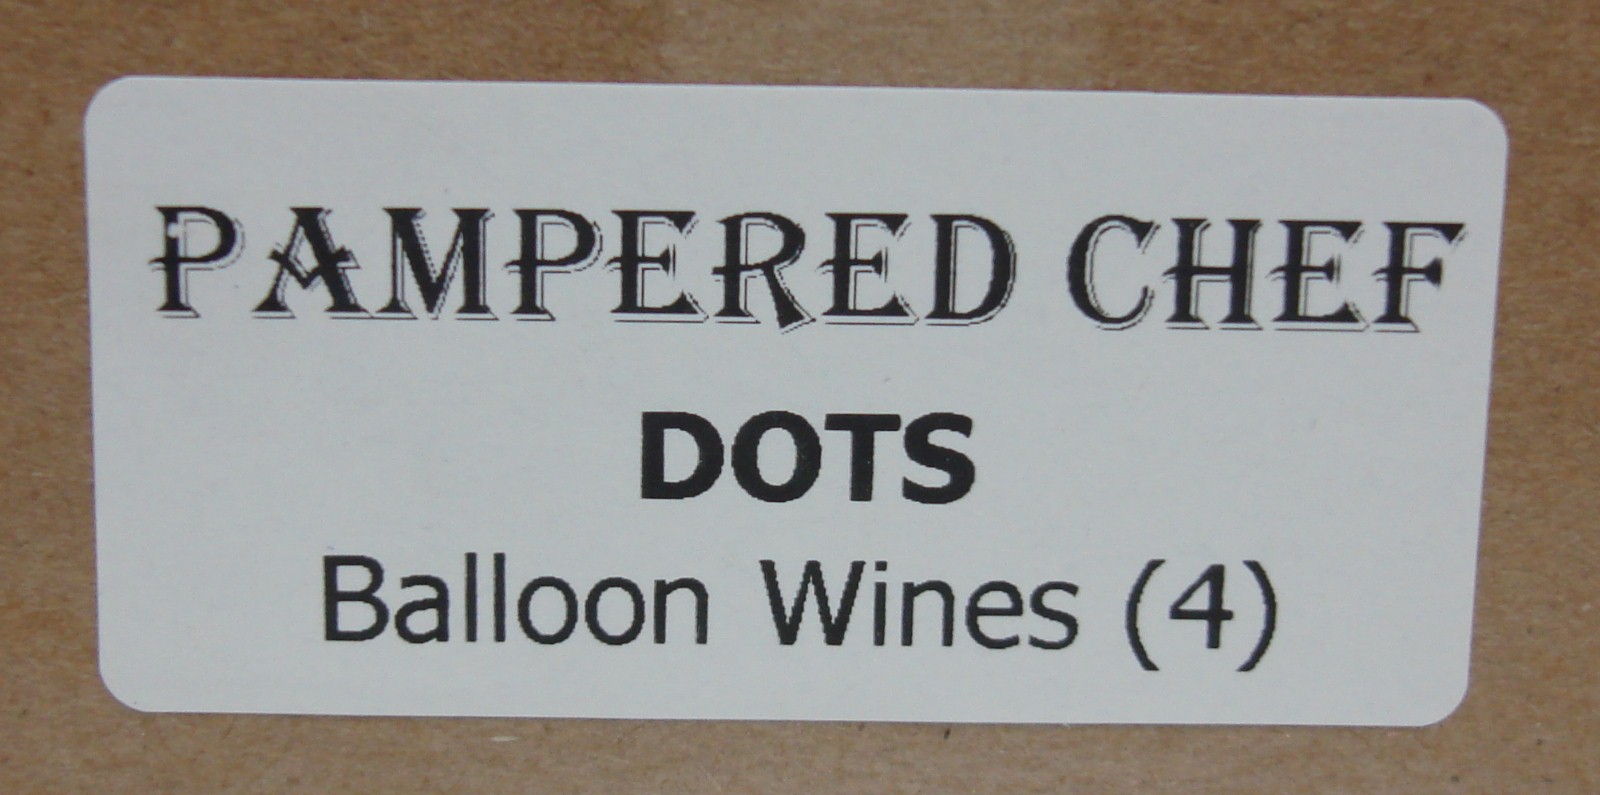 PAMPERED CHEF
DOTS
Balloon Wines (4)